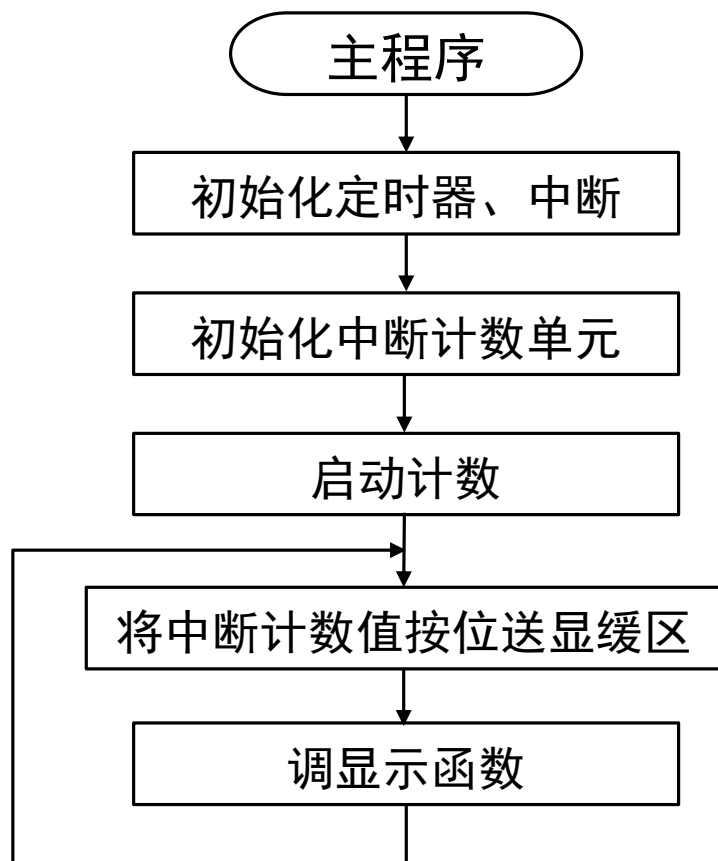 主程序
初始化定时器、中断
初始化中断计数单元
启动计数
将中断计数值按位送显缓区
调显示函数